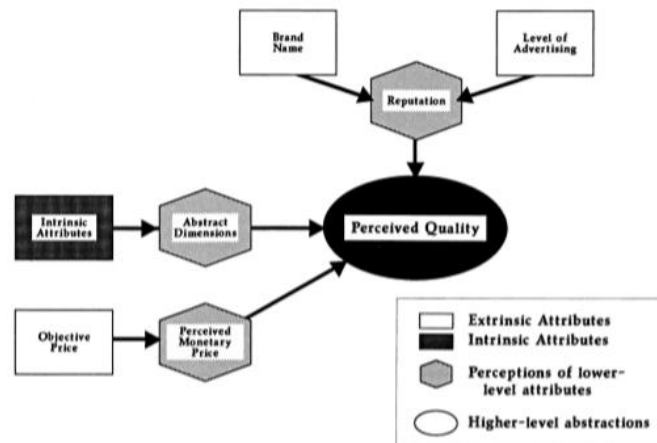 Brand
Name
Level of
Advertising
Reputation
Intrinsic
Attributes
Abstract
Dimensions
Perceived Quality
Objective
Price
Perceived
Monetary
Price
Extrinsic Attributes
Intrinsic Attributes
Perceptions of lower-
level attributes
Higher-level abstractions